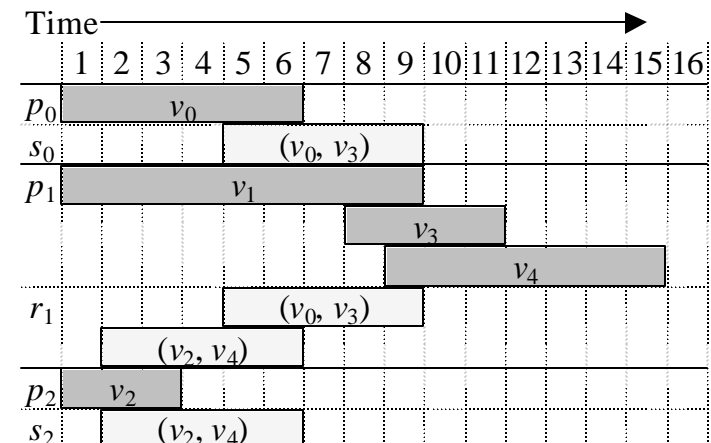 Time
1 2 3 4 5 6 7 8 9 10 11 12 13 14 15 16
p0 v0
s0 (v0, v3)
p1 v1
v3
v4
r1 (v0, v3)
(v2, v4)
p2 v2
s2 (v2, v4)